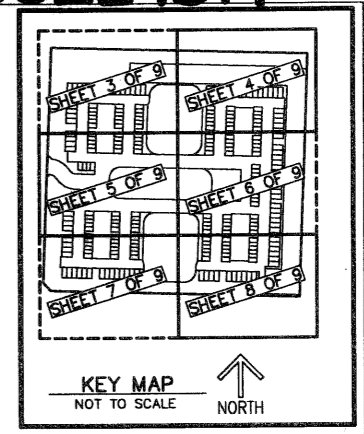 SHEET 3 OF 9
SHEET 4 OF 9
SHEET 5 OF 9
SHEET 6 OF 9
SHEET 7 OF 9
SHEET 8 OF 9
KEY MAP
NOT TO SCALE
NORTH